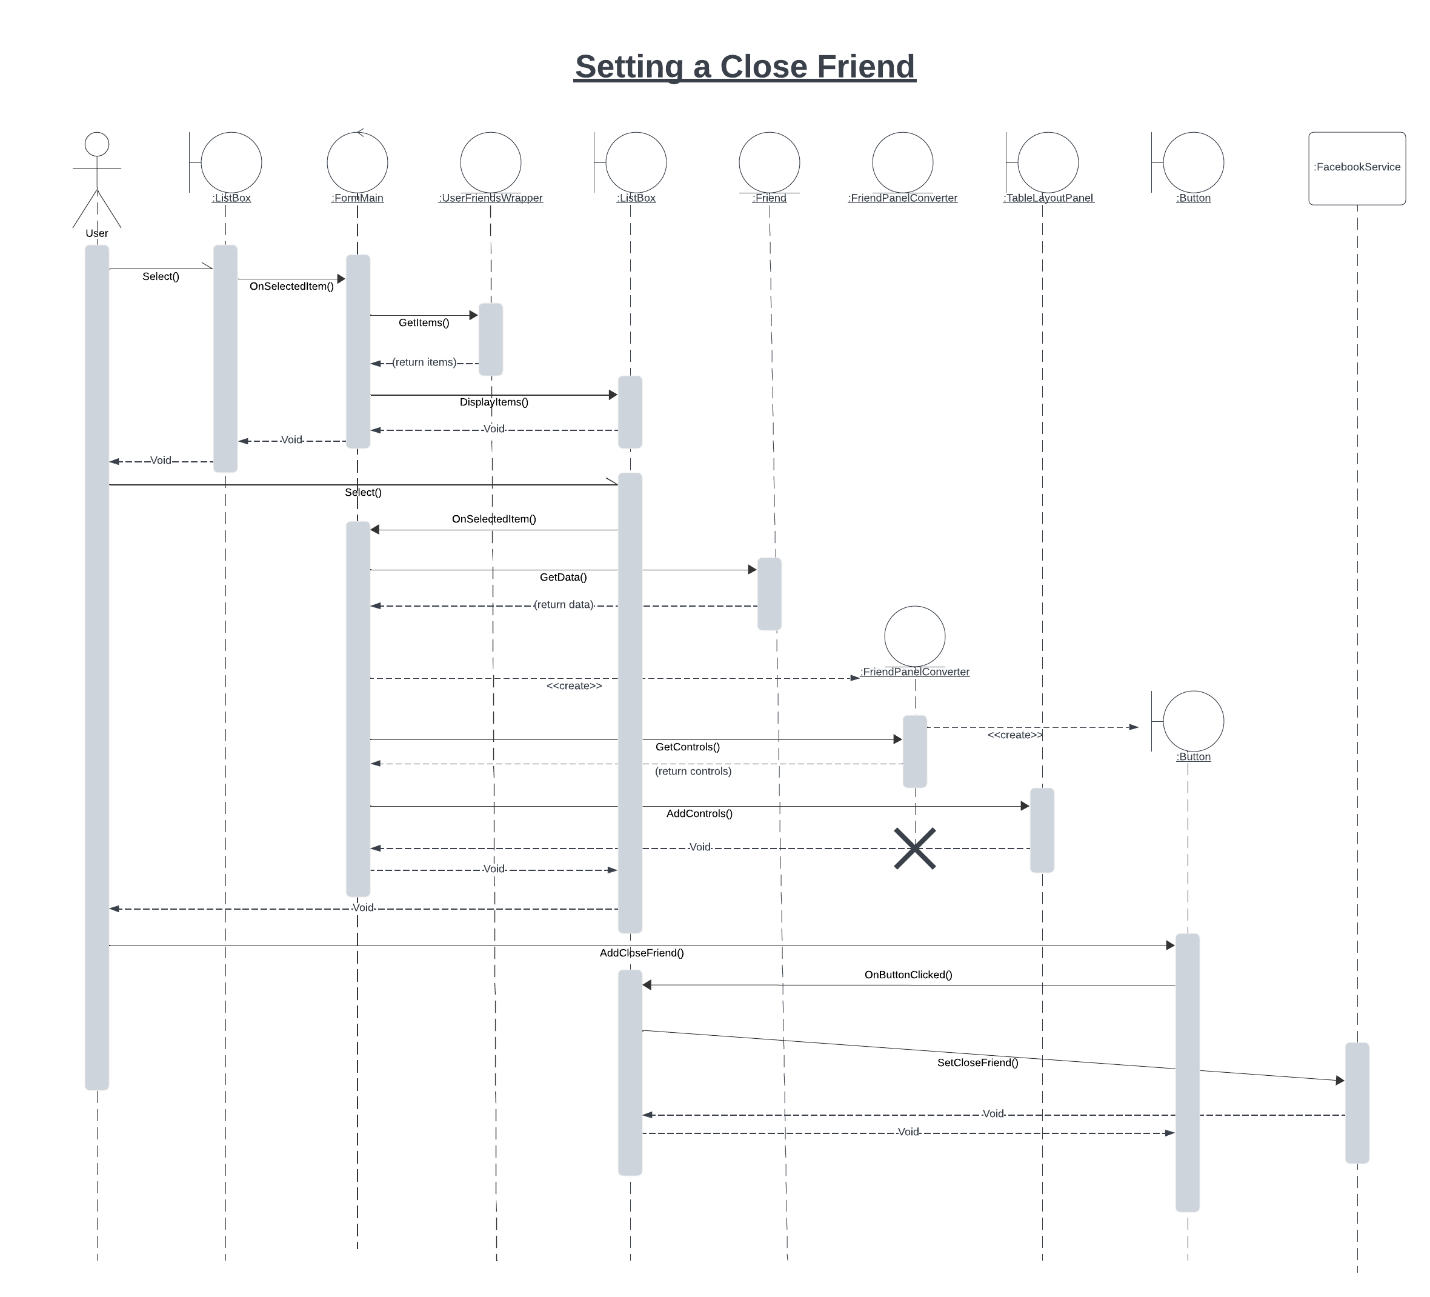 Setting a Close Friend
User
:ListBox
:FormMain
:UserFriendsWrapper
:ListBox
:Friend
:FriendPanelConverter
:TableLayoutPanel
:Button
:FacebookService
Select()
OnSelectedItem()
GetItems()
(return items)
DisplayItems()
Void
Void
Void
Select()
OnSelectedItem()
GetData()
(return data)
:FriendPanelConverter
<<create>>
<<create>>
GetControls()
:Button
(return controls)
AddControls()
Void
Void
Void
AddCloseFriend()
OnButtonClicked()
SetCloseFriend()
Void
Void